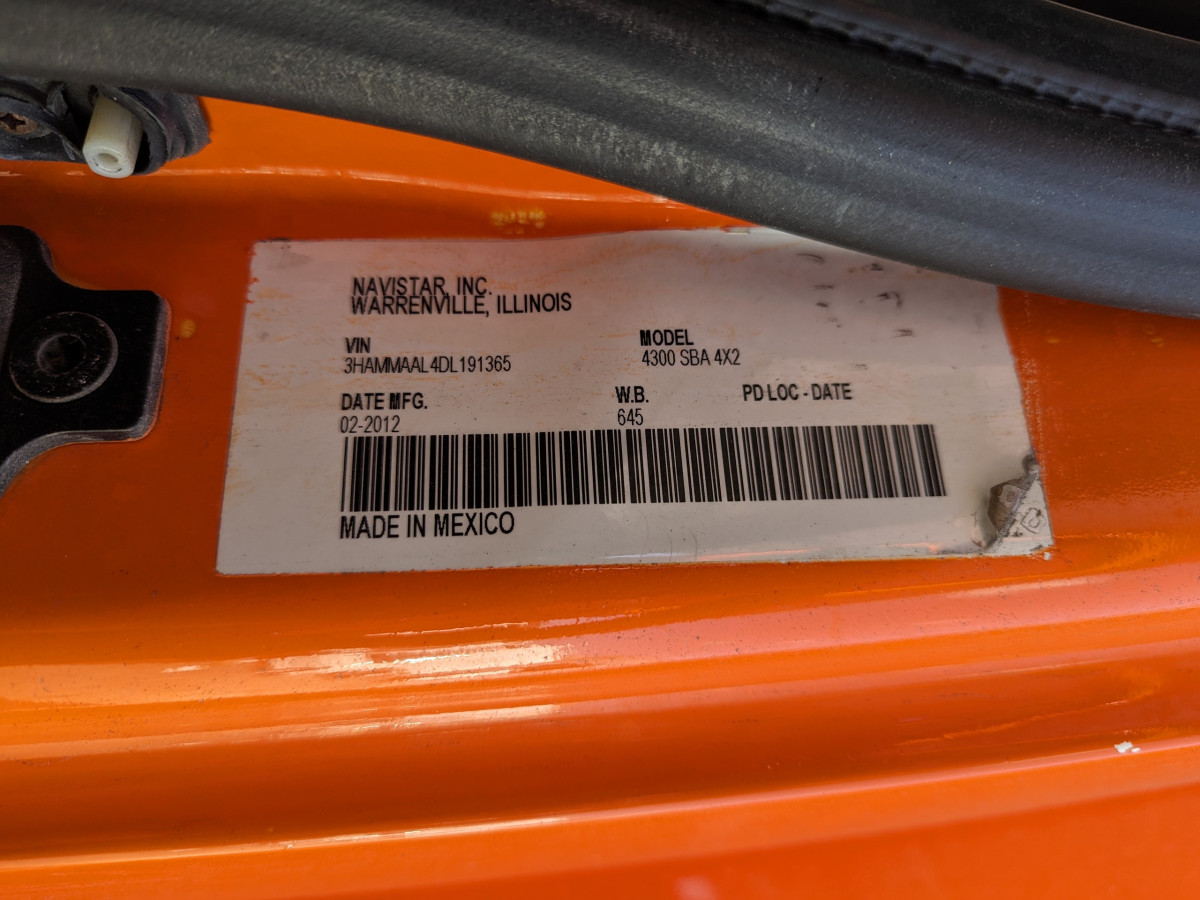 NAVISTAR, INC.
WARRENVILLE, ILLINOIS
VIN MODEL
3HAMMAAL4DL191365 4300 SBA 4X2
DATE MFG. W.B. PD LOC - DATE
02-2012 645
MADE IN MEXICO